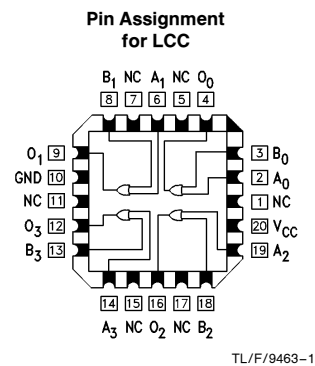 Pin Assignment
for LCC
B1 NC A1 NC O0
8 7 6 5 4
O1 9 3 B0
GND 10 2 A0
NC 11 1 NC
O3 12 20 VCC
B3 13 19 A2
14 15 16 17 18
A3 NC O2 NC B2
TL/F/9463-1